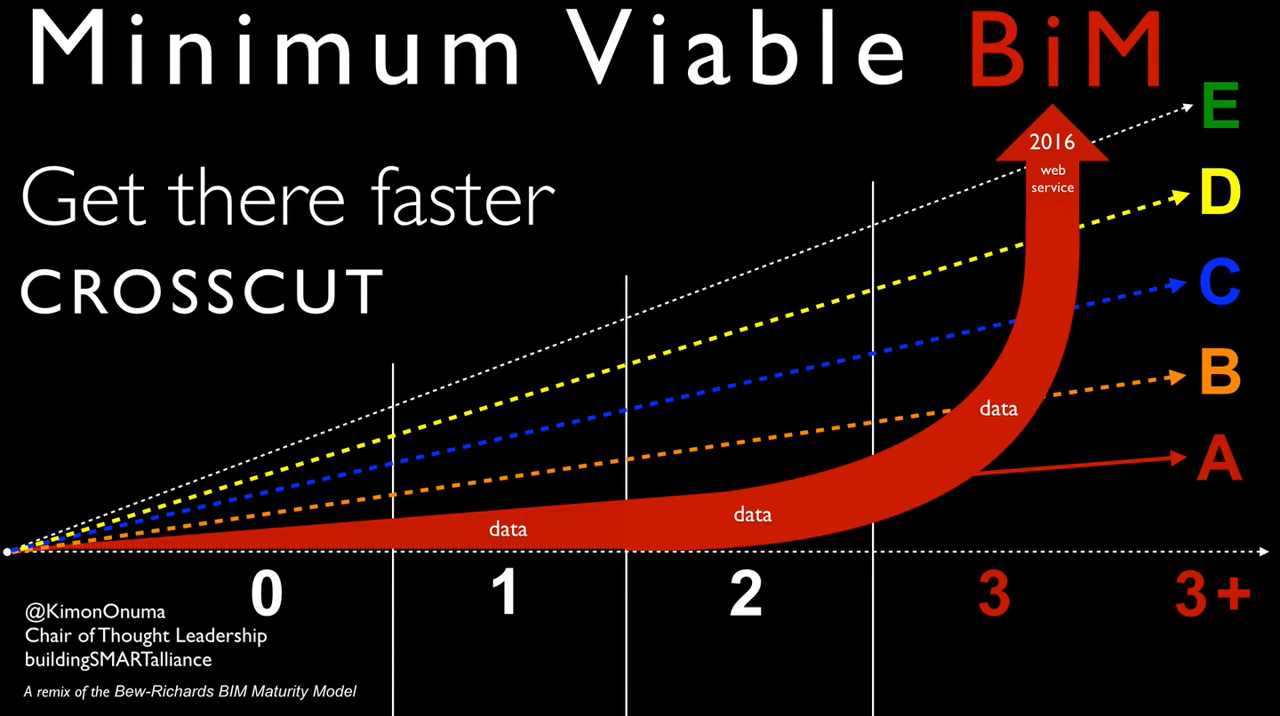 Minimum Viable BiM
Get there faster
CROSSCUT
2016
web
service
E
D
C
B
A
data
data
data
0 1 2 3 3+
@KimonOnuma
Chair of Thought Leadership
buildingSMARTalliance
A remix of the Bew-Richards BIM Maturity Model